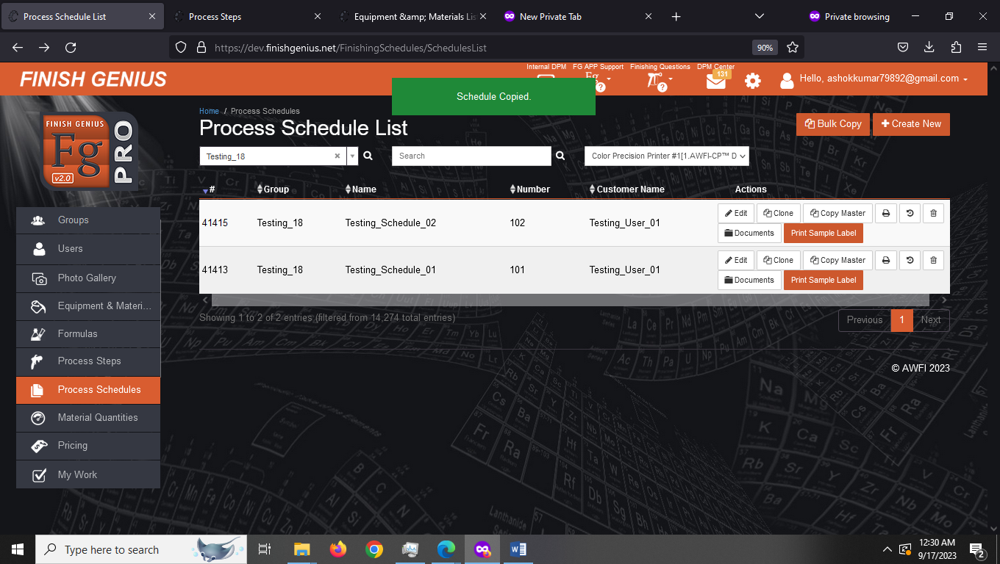 Process Schedule List
Process Steps
Equipment &amp; Materials Lis
New Private Tab
Private browsing
https://dev.finishgenius.net/FinishingSchedules/SchedulesList
90%
FINISH GENIUS
Internal DPM
FG APP Support
Finishing Questions
DPM Center
131
Hello, ashokkumar79892@gmail.com
Schedule Copied.
FINISH GENIUS
Fg
v2.0
PRO
Home / Process Schedules
Process Schedule List
Bulk Copy
Create New
Testing_18
Search
Color Precision Printer #1[1.AWFI-CP™ D
# Group Name Number Customer Name Actions
41415 Testing_18 Testing_Schedule_02 102 Testing_User_01 Edit Clone Copy Master
Documents Print Sample Label
41413 Testing_18 Testing_Schedule_01 101 Testing_User_01 Edit Clone Copy Master
Documents Print Sample Label
Showing 1 to 2 of 2 entries (filtered from 14,274 total entries)
Previous 1 Next
© AWFI 2023
Groups
Users
Photo Gallery
Equipment & Materi...
Formulas
Process Steps
Process Schedules
Material Quantities
Pricing
My Work
Type here to search
12:30 AM
9/17/2023
2